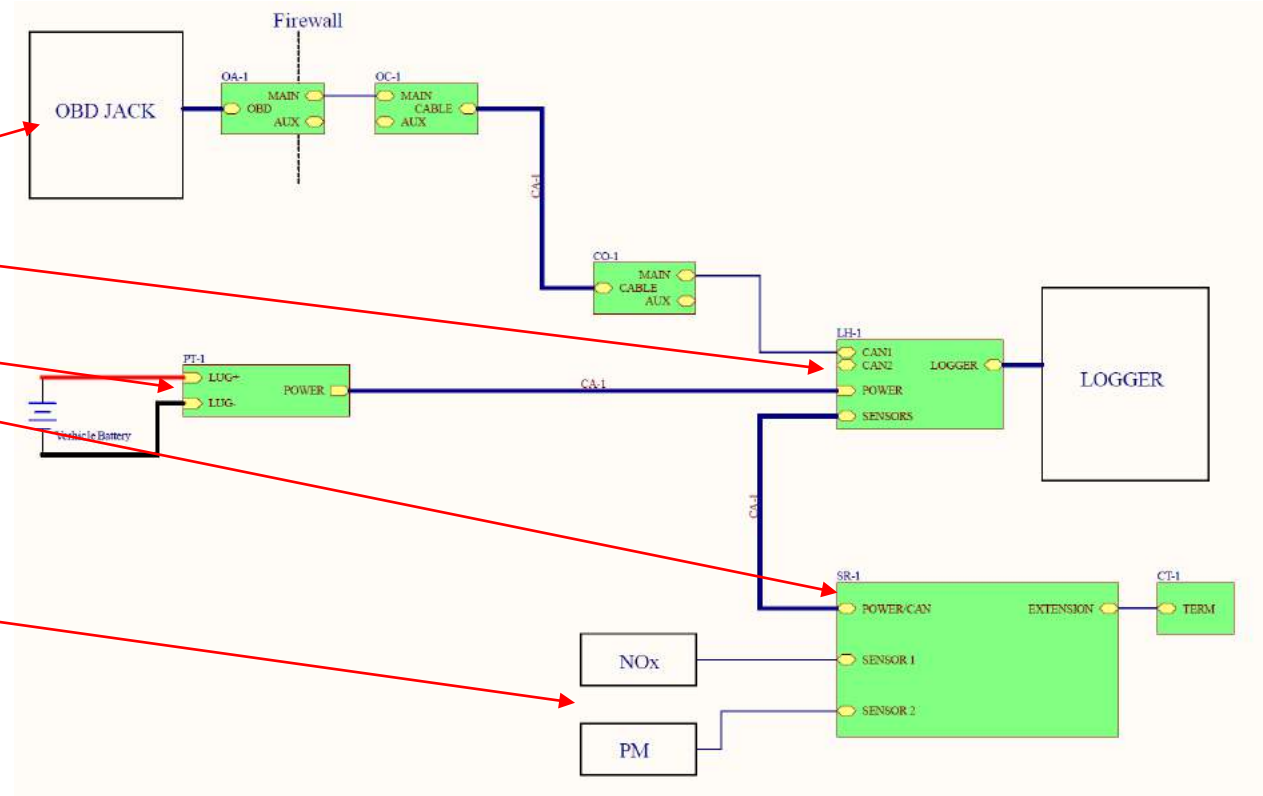 Firewall
OA-1
OC-1
OBD JACK
MAIN
OBD
AUX
MAIN
CABLE
AUX
CA-1
CO-1
MAIN
CABLE
AUX
LH-1
CAN1
CAN2
LOGGER
POWER
SENSORS
LOGGER
PT-1
LUG+
POWER
LUG-
CA-1
Verhicle Battery
CA-1
SR-1
CT-1
POWER/CAN
EXTENSION
TERM
NOx
SENSOR 1
SENSOR 2
PM